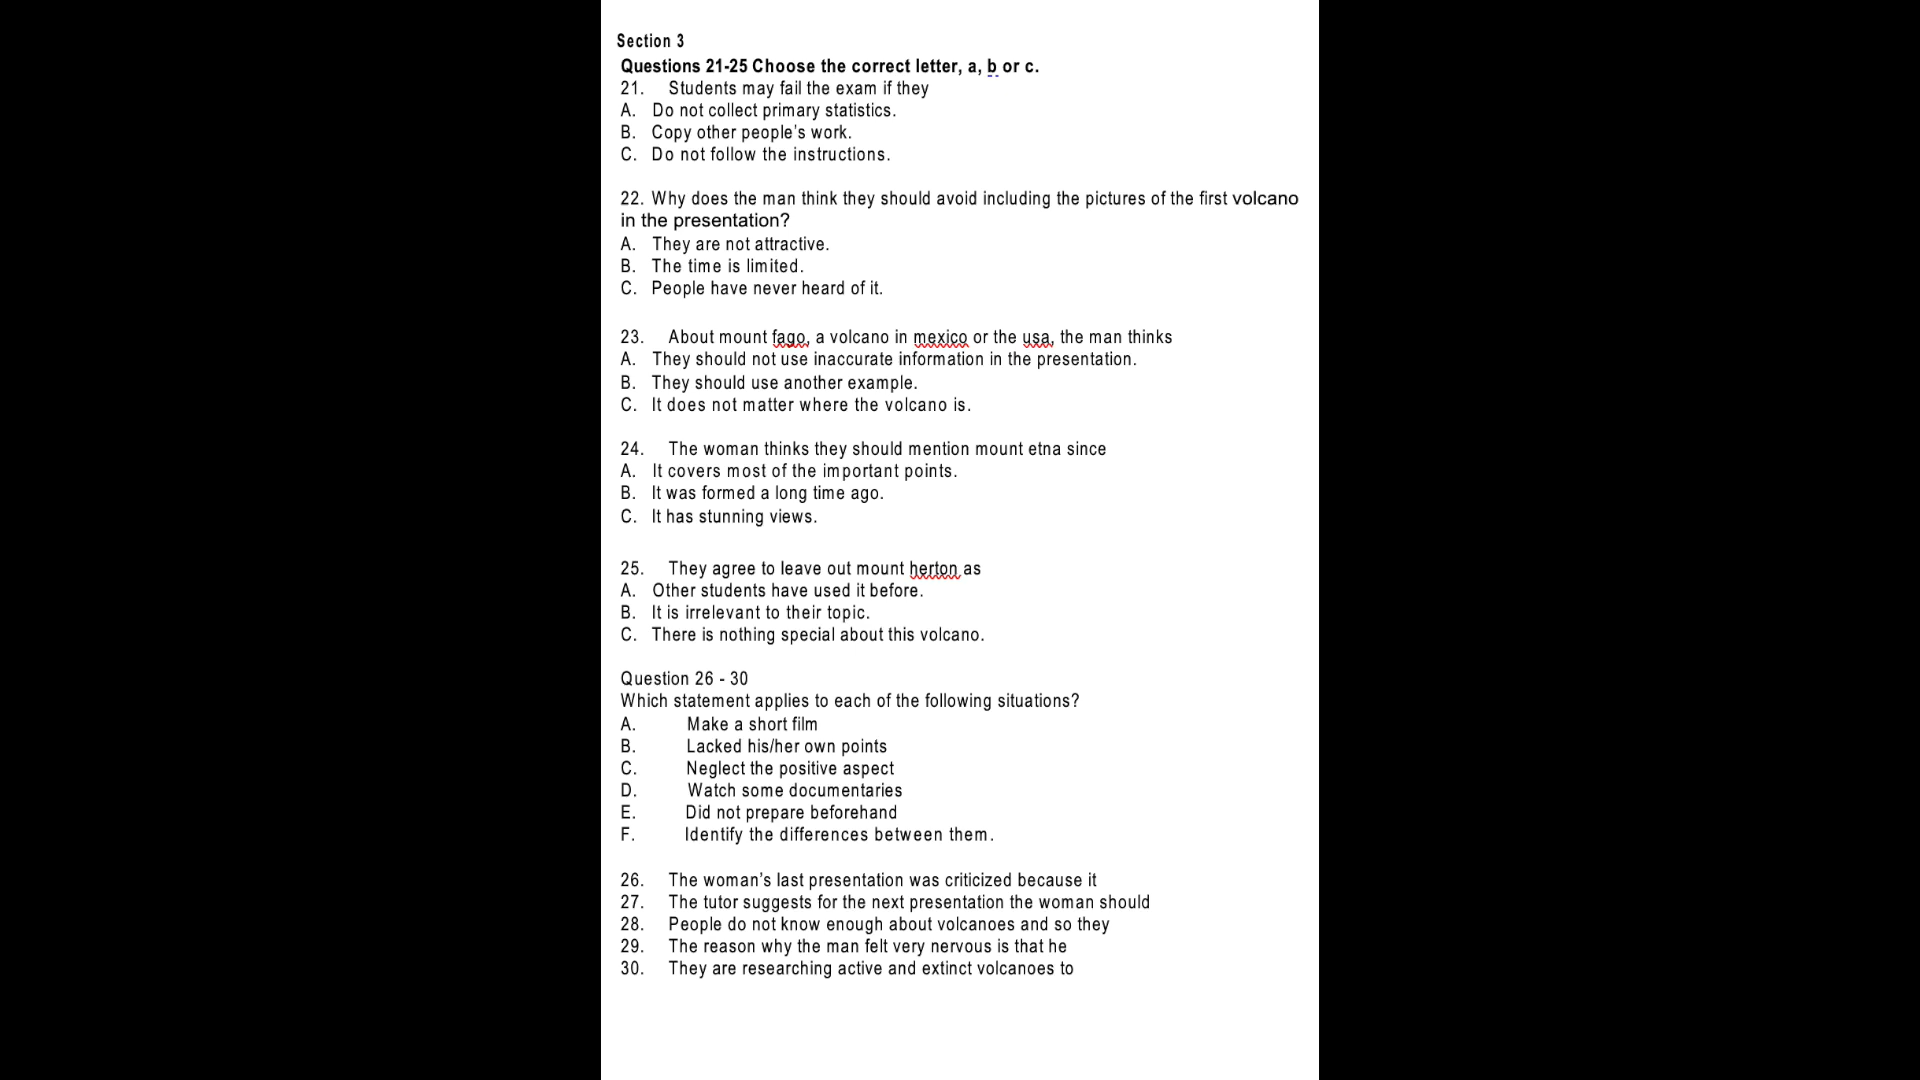 Section 3
Questions 21-25 Choose the correct letter, a, b or c.
21. Students may fail the exam if they
A. Do not collect primary statistics.
B. Copy other people's work.
C. Do not follow the instructions.
22. Why does the man think they should avoid including the pictures of the first volcano
in the presentation?
A. They are not attractive.
B. The time is limited.
C. People have never heard of it.
23. About mount fago, a volcano in mexico or the usa, the man thinks
A. They should not use inaccurate information in the presentation.
B. They should use another example.
C. It does not matter where the volcano is.
24. The woman thinks they should mention mount etna since
A. It covers most of the important points.
B. It was formed a long time ago.
C. It has stunning views.
25. They agree to leave out mount herton as
A. Other students have used it before.
B. It is irrelevant to their topic.
C. There is nothing special about this volcano.
Question 26 - 30
Which statement applies to each of the following situations?
A. Make a short film
B. Lacked his/her own points
C. Neglect the positive aspect
D. Watch some documentaries
E. Did not prepare beforehand
F. Identify the differences between them.
26. The woman's last presentation was criticized because it
27. The tutor suggests for the next presentation the woman should
28. People do not know enough about volcanoes and so they
29. The reason why the man felt very nervous is that he
30. They are researching active and extinct volcanoes to